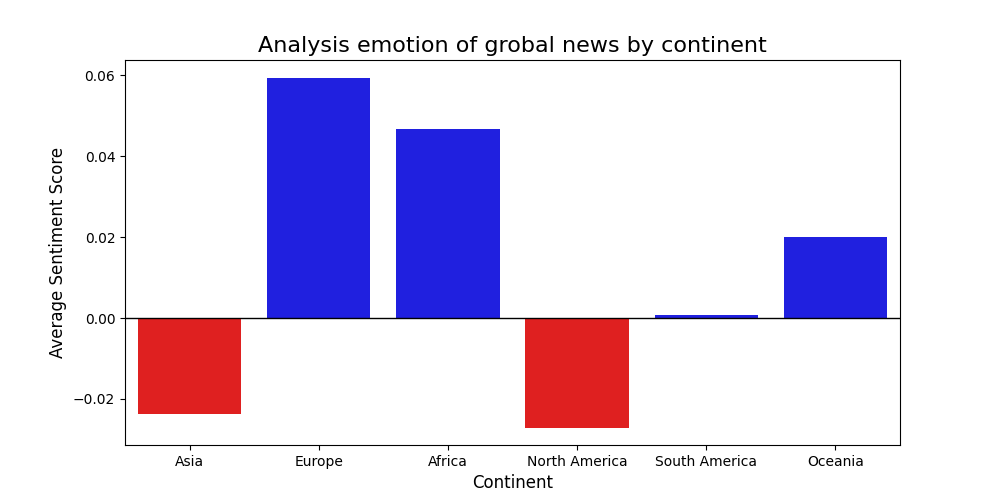 Analysis emotion of grobal news by continent
0.06
0.04
0.02
0.00
−0.02
Average Sentiment Score
Asia Europe Africa North America South America Oceania
Continent